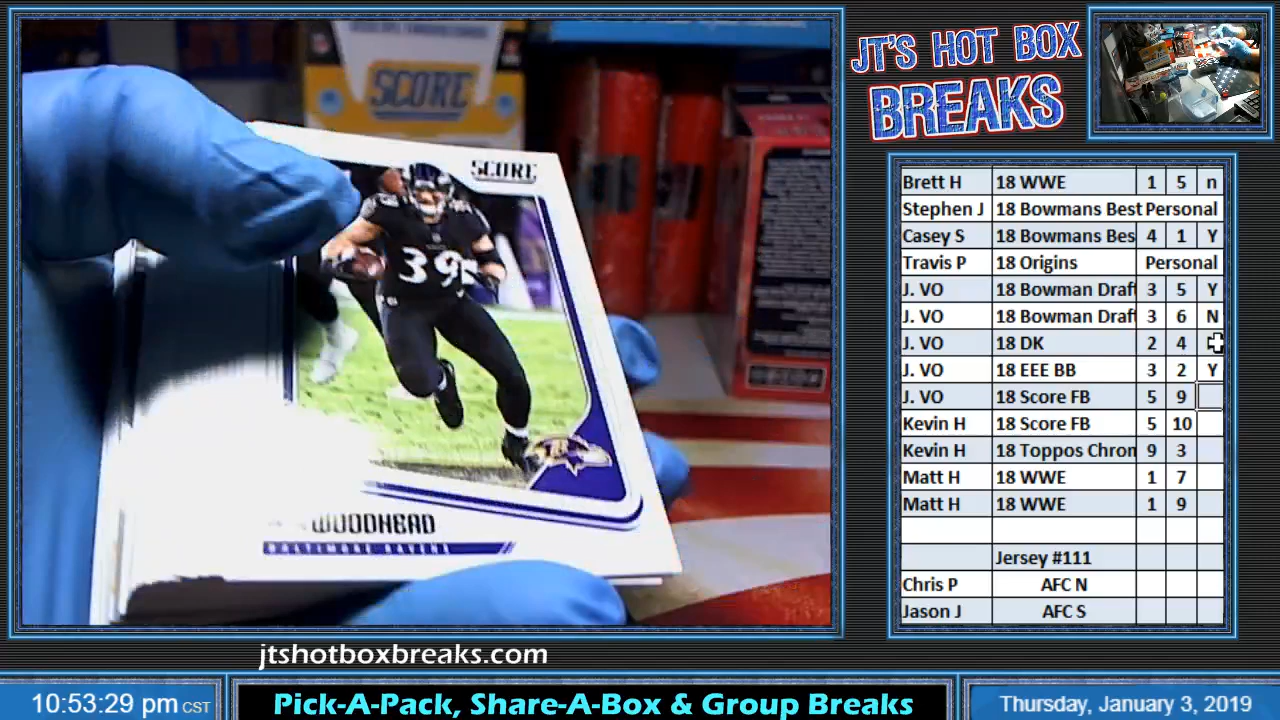 SCORE
SCORE
39
WOODHEAD
BALTIMORE RAVENS
JT'S HOT BOX
BREAKS
Brett H 18 WWE 1 5 n
Stephen J 18 Bowmans Best Personal
Casey S 18 Bowmans Bes 4 1 Y
Travis P 18 Origins Personal
J. VO 18 Bowman Draft 3 5 Y
J. VO 18 Bowman Draft 3 6 N
J. VO 18 DK 2 4
J. VO 18 EEE BB 3 2 Y
J. VO 18 Score FB 5 9
Kevin H 18 Score FB 5 10
Kevin H 18 Toppos Chron 9 3
Matt H 18 WWE 1 7
Matt H 18 WWE 1 9
Jersey #111
Chris P AFC N
Jason J AFC S
jtshotboxbreaks.com
10:53:29 pm CST
Pick-A-Pack, Share-A-Box & Group Breaks
Thursday, January 3, 2019